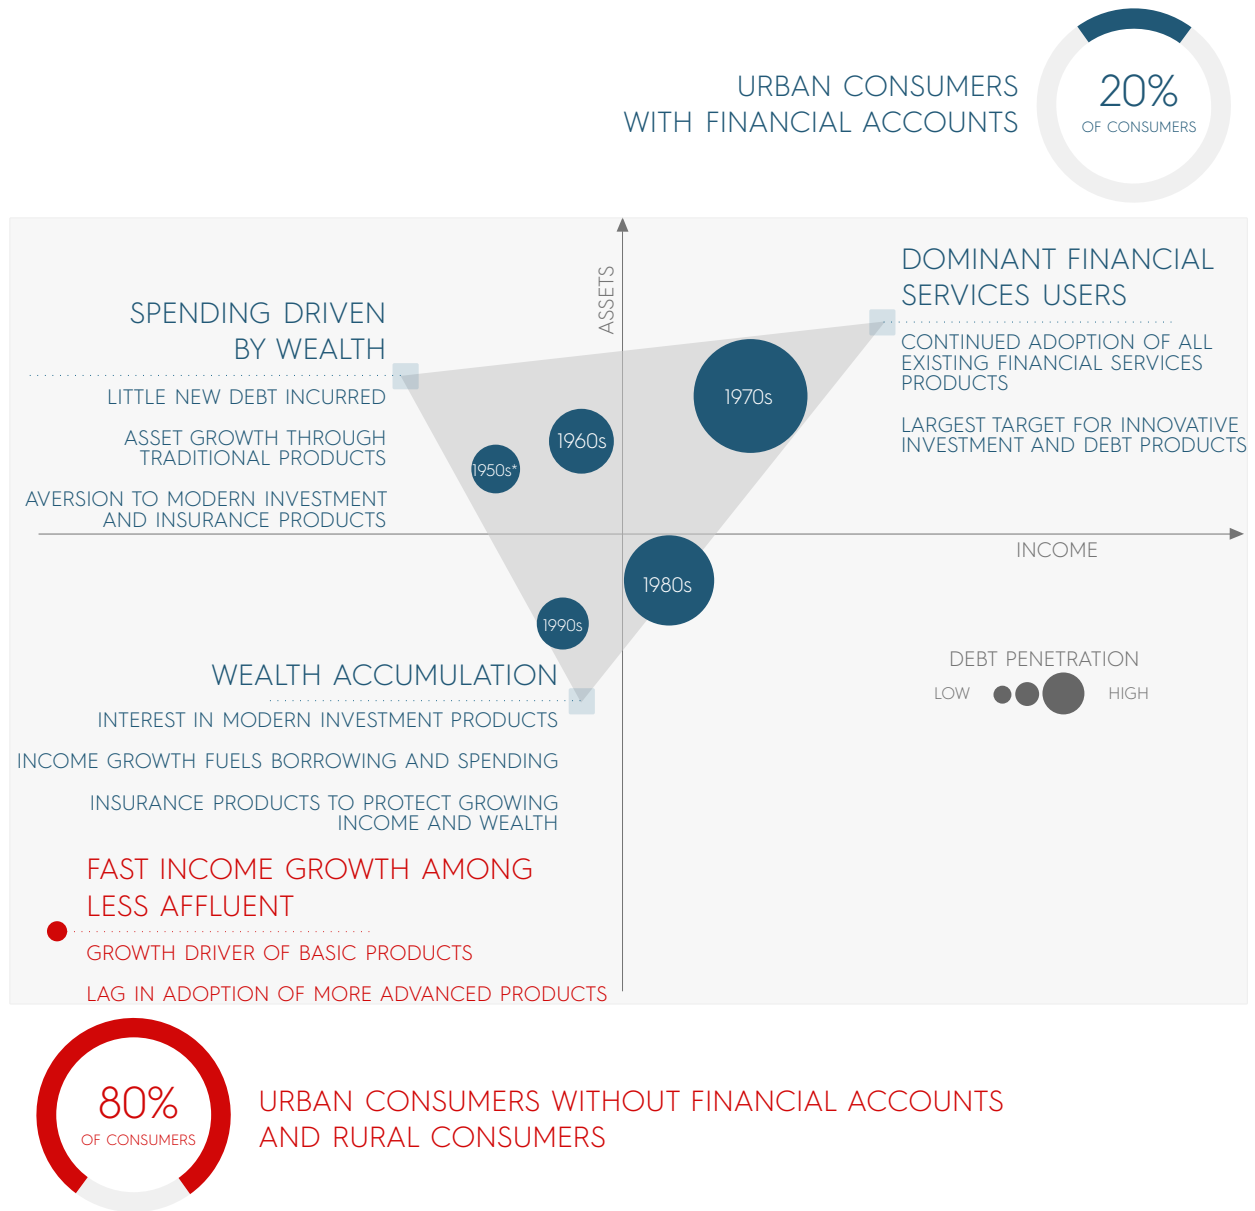 URBAN CONSUMERS
WITH FINANCIAL ACCOUNTS
20%
OF CONSUMERS
ASSETS
DOMINANT FINANCIAL
SERVICES USERS
CONTINUED ADOPTION OF ALL
EXISTING FINANCIAL SERVICES
PRODUCTS
LARGEST TARGET FOR INNOVATIVE
INVESTMENT AND DEBT PRODUCTS
SPENDING DRIVEN
BY WEALTH
LITTLE NEW DEBT INCURRED
ASSET GROWTH THROUGH
TRADITIONAL PRODUCTS
AVERSION TO MODERN INVESTMENT
AND INSURANCE PRODUCTS
1970s
1960s
1950s*
INCOME
1980s
1990s
DEBT PENETRATION
LOW
HIGH
WEALTH ACCUMULATION
INTEREST IN MODERN INVESTMENT PRODUCTS
INCOME GROWTH FUELS BORROWING AND SPENDING
INSURANCE PRODUCTS TO PROTECT GROWING
INCOME AND WEALTH
FAST INCOME GROWTH AMONG
LESS AFFLUENT
GROWTH DRIVER OF BASIC PRODUCTS
LAG IN ADOPTION OF MORE ADVANCED PRODUCTS
80%
OF CONSUMERS
URBAN CONSUMERS WITHOUT FINANCIAL ACCOUNTS
AND RURAL CONSUMERS